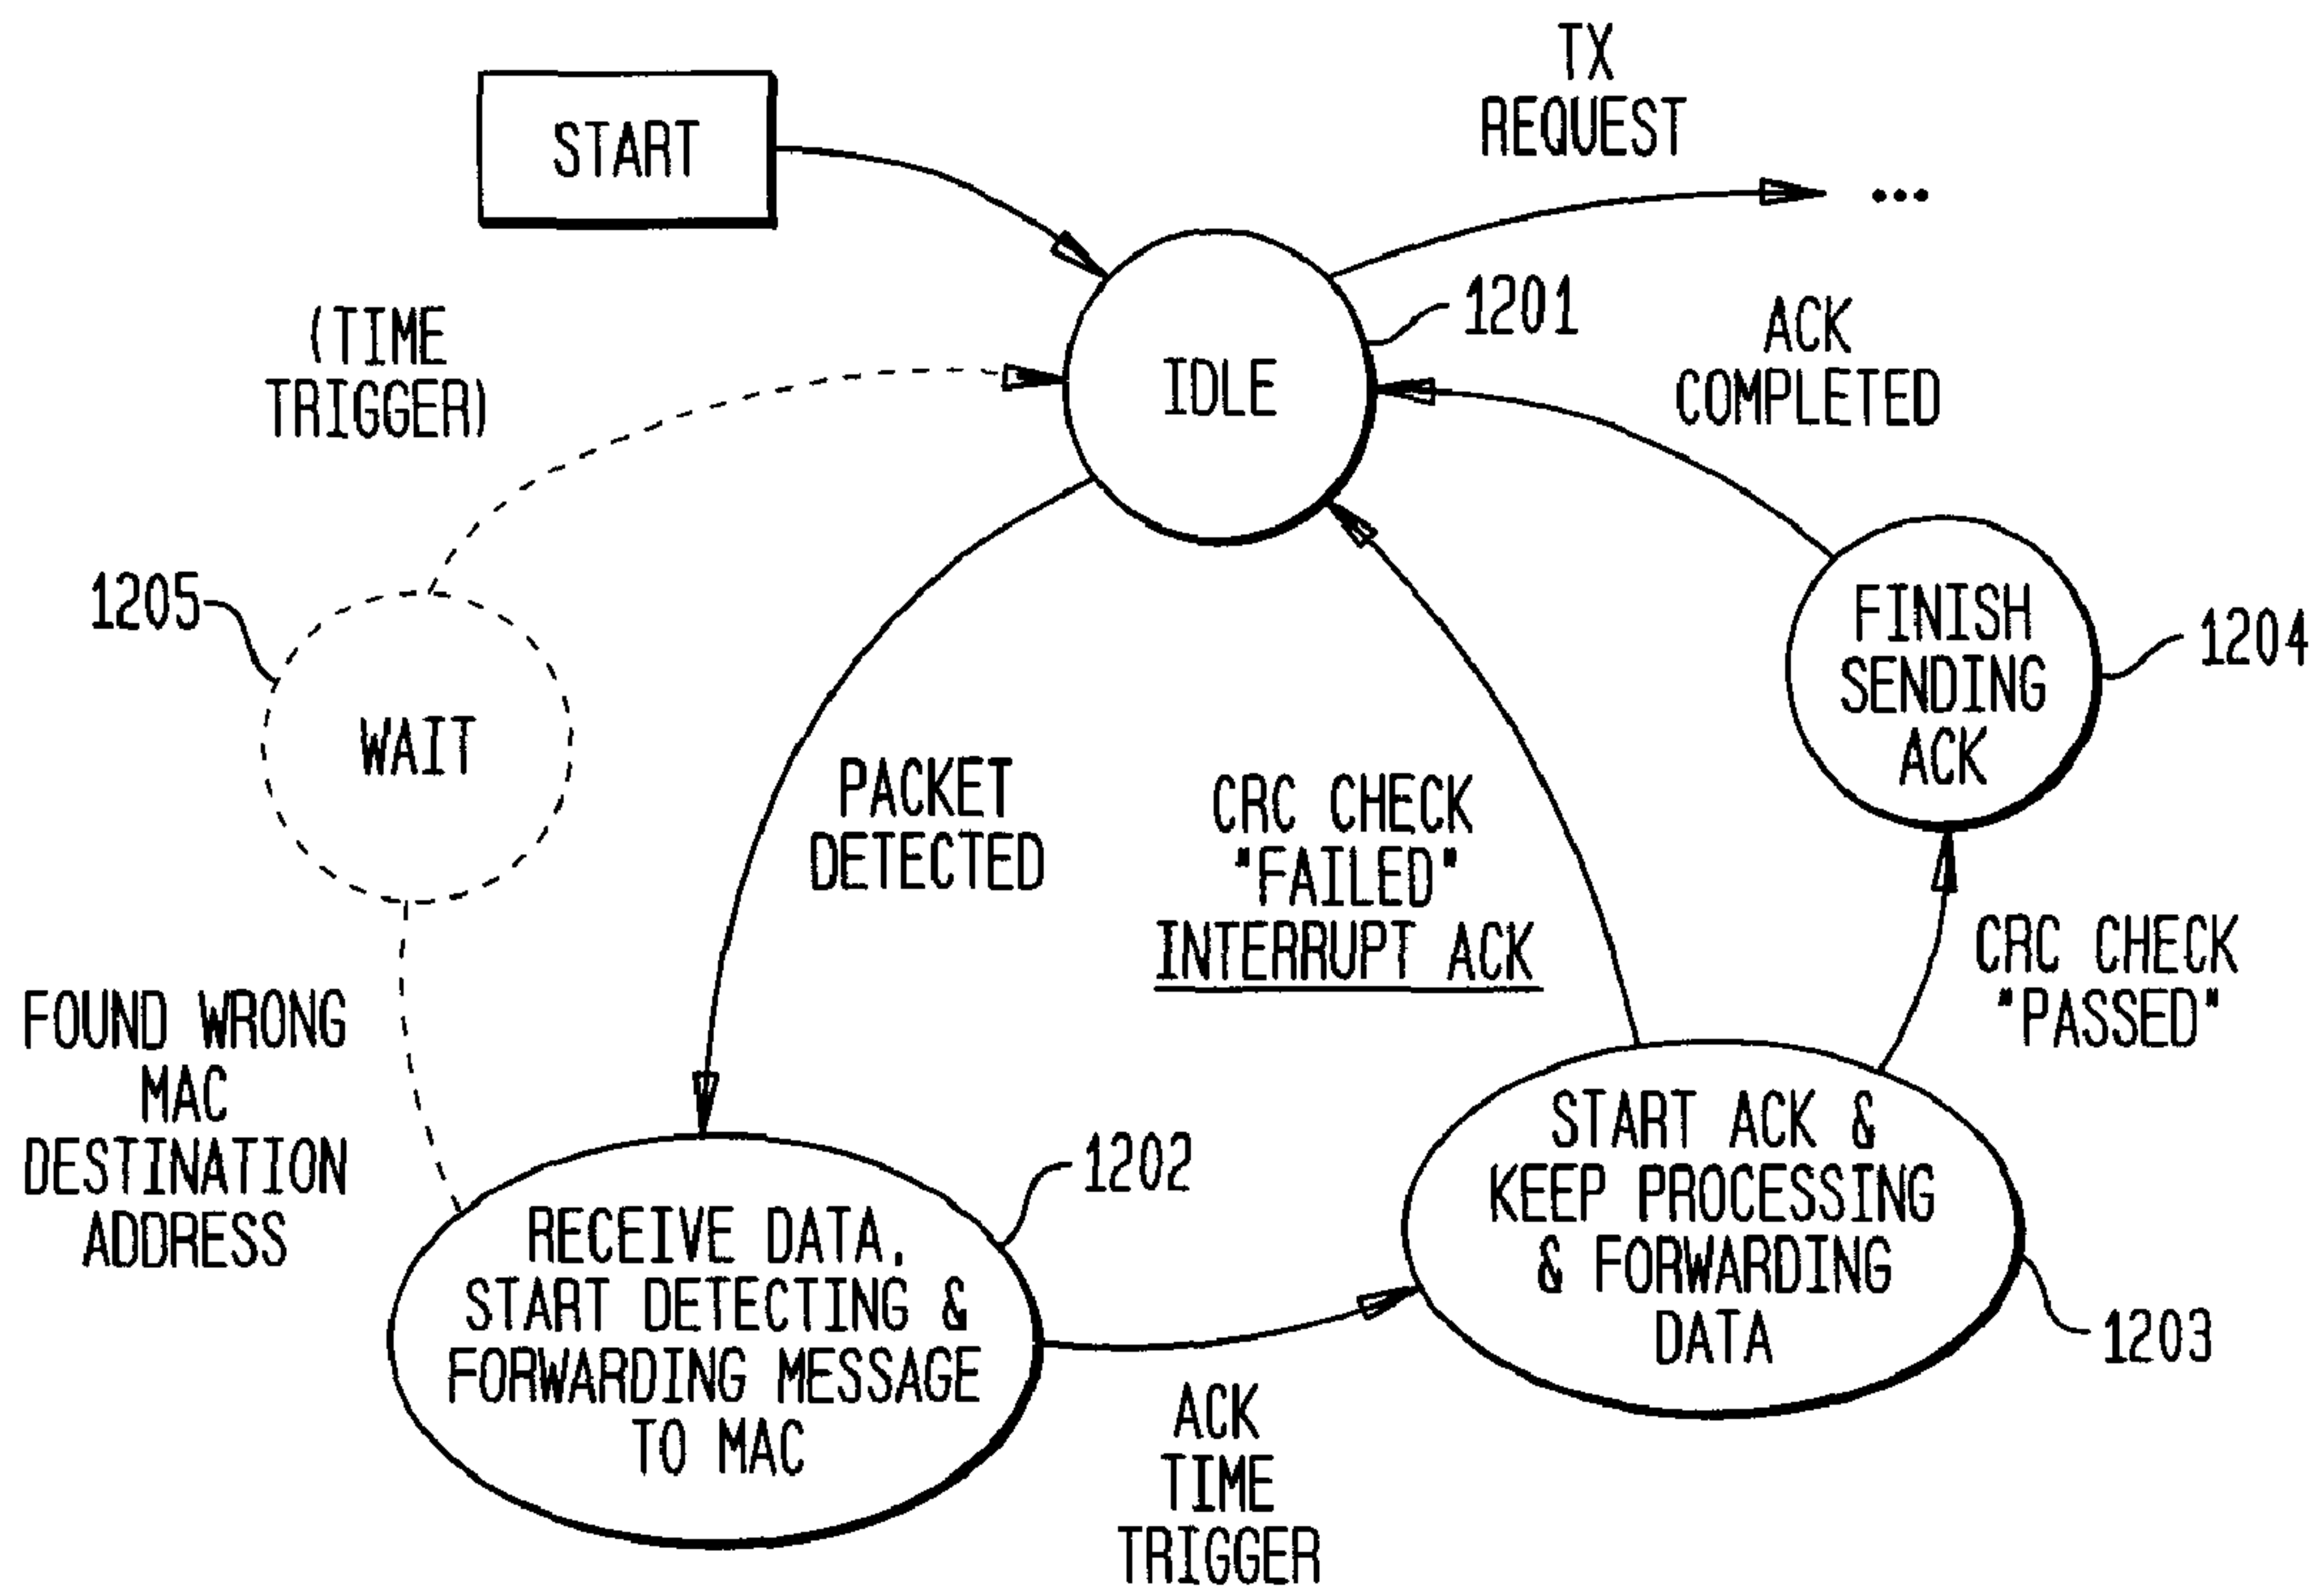 START
TX
REQUEST
...
1201
IDLE
(TIME
TRIGGER)
ACK
COMPLETED
1205
WAIT
FINISH
SENDING
ACK
1204
PACKET
DETECTED
CRC CHECK
"FAILED"
INTERRUPT ACK
CRC CHECK
"PASSED"
FOUND WRONG
MAC
DESTINATION
ADDRESS
1202
RECEIVE DATA,
START DETECTING &
FORWARDING MESSAGE
TO MAC
START ACK &
KEEP PROCESSING
& FORWARDING
DATA
1203
ACK
TIME
TRIGGER